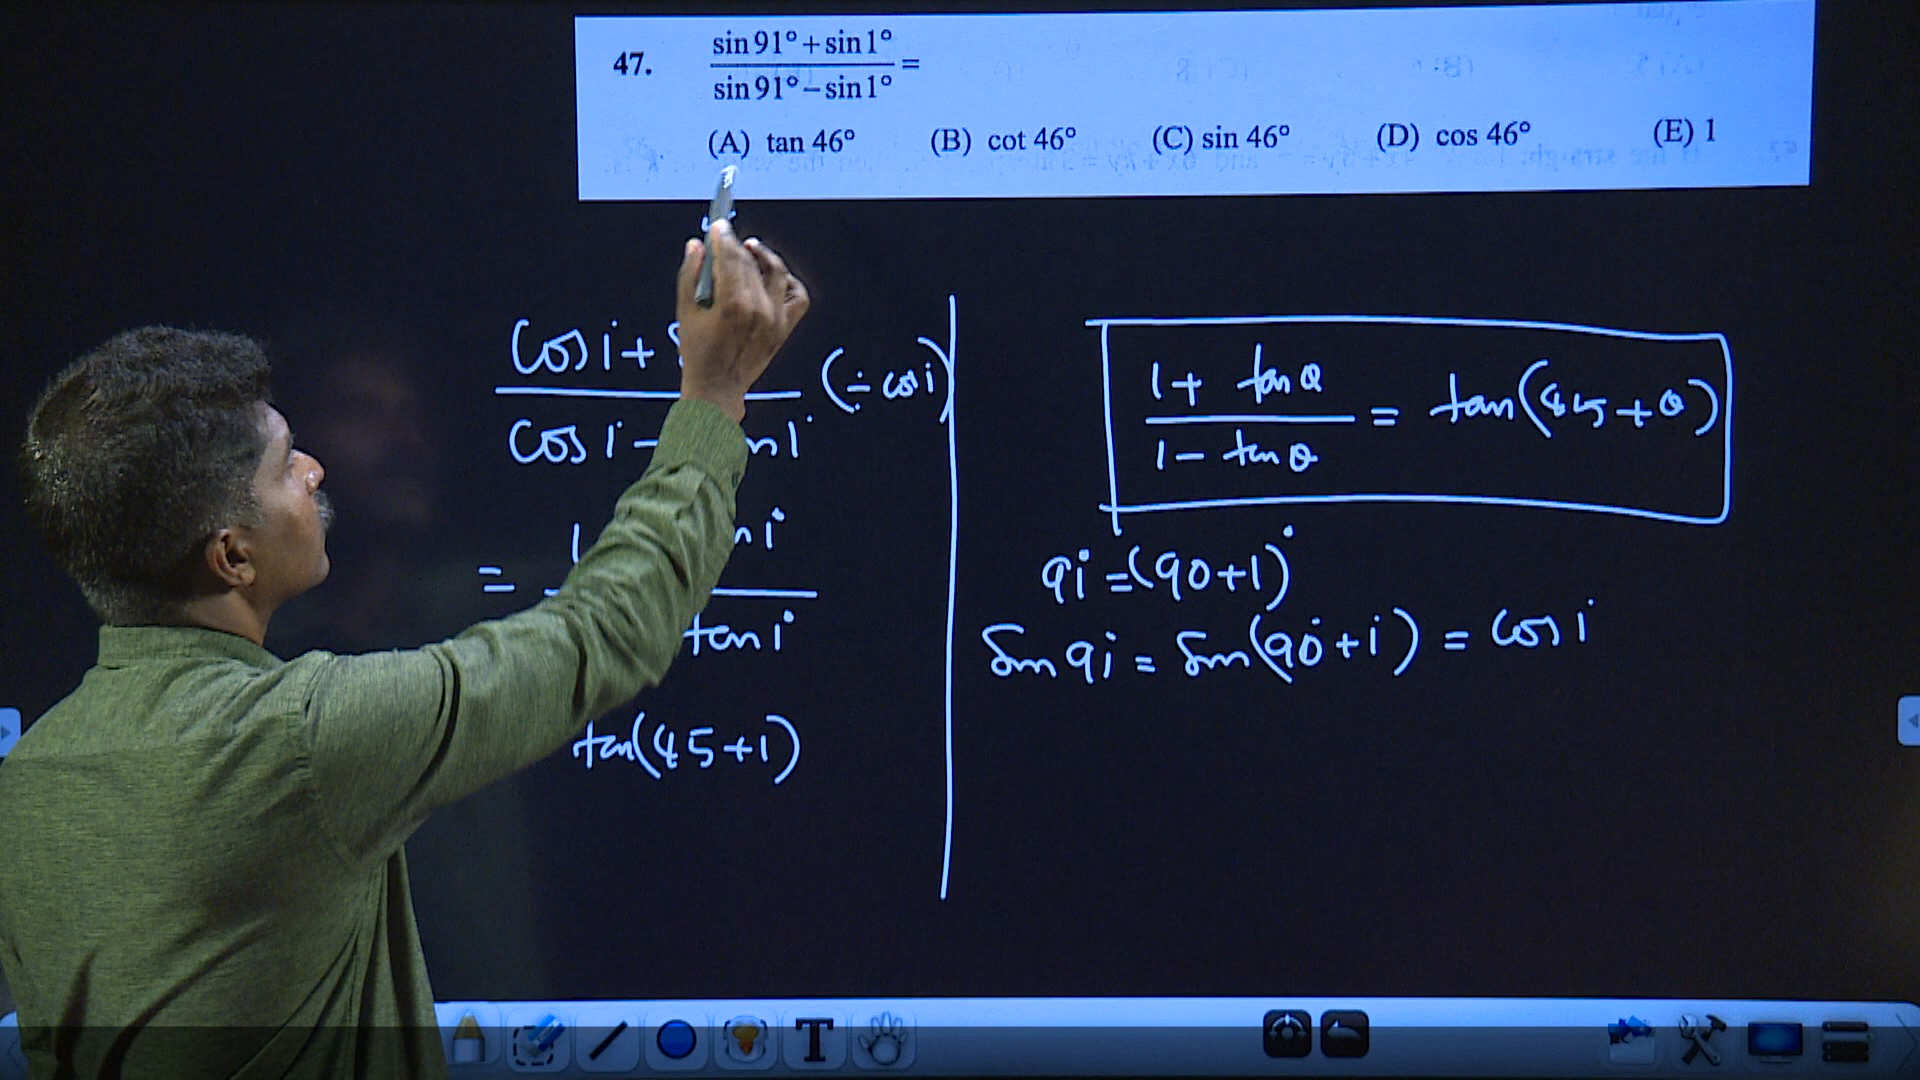 47. sin 91° + sin 1° / sin 91° – sin 1° =
(A) tan 46° (B) cot 46° (C) sin 46° (D) cos 46° (E) 1
cos 1° + (÷ cos 1°)
cos 1° – n 1°
= 1 n 1°
tan 1°
tan(45+1)
1 + tan θ / 1 – tan θ = tan(45+θ)
91° = (90+1)°
Sin 91° = Sin(90°+1°) = cos 1°
T